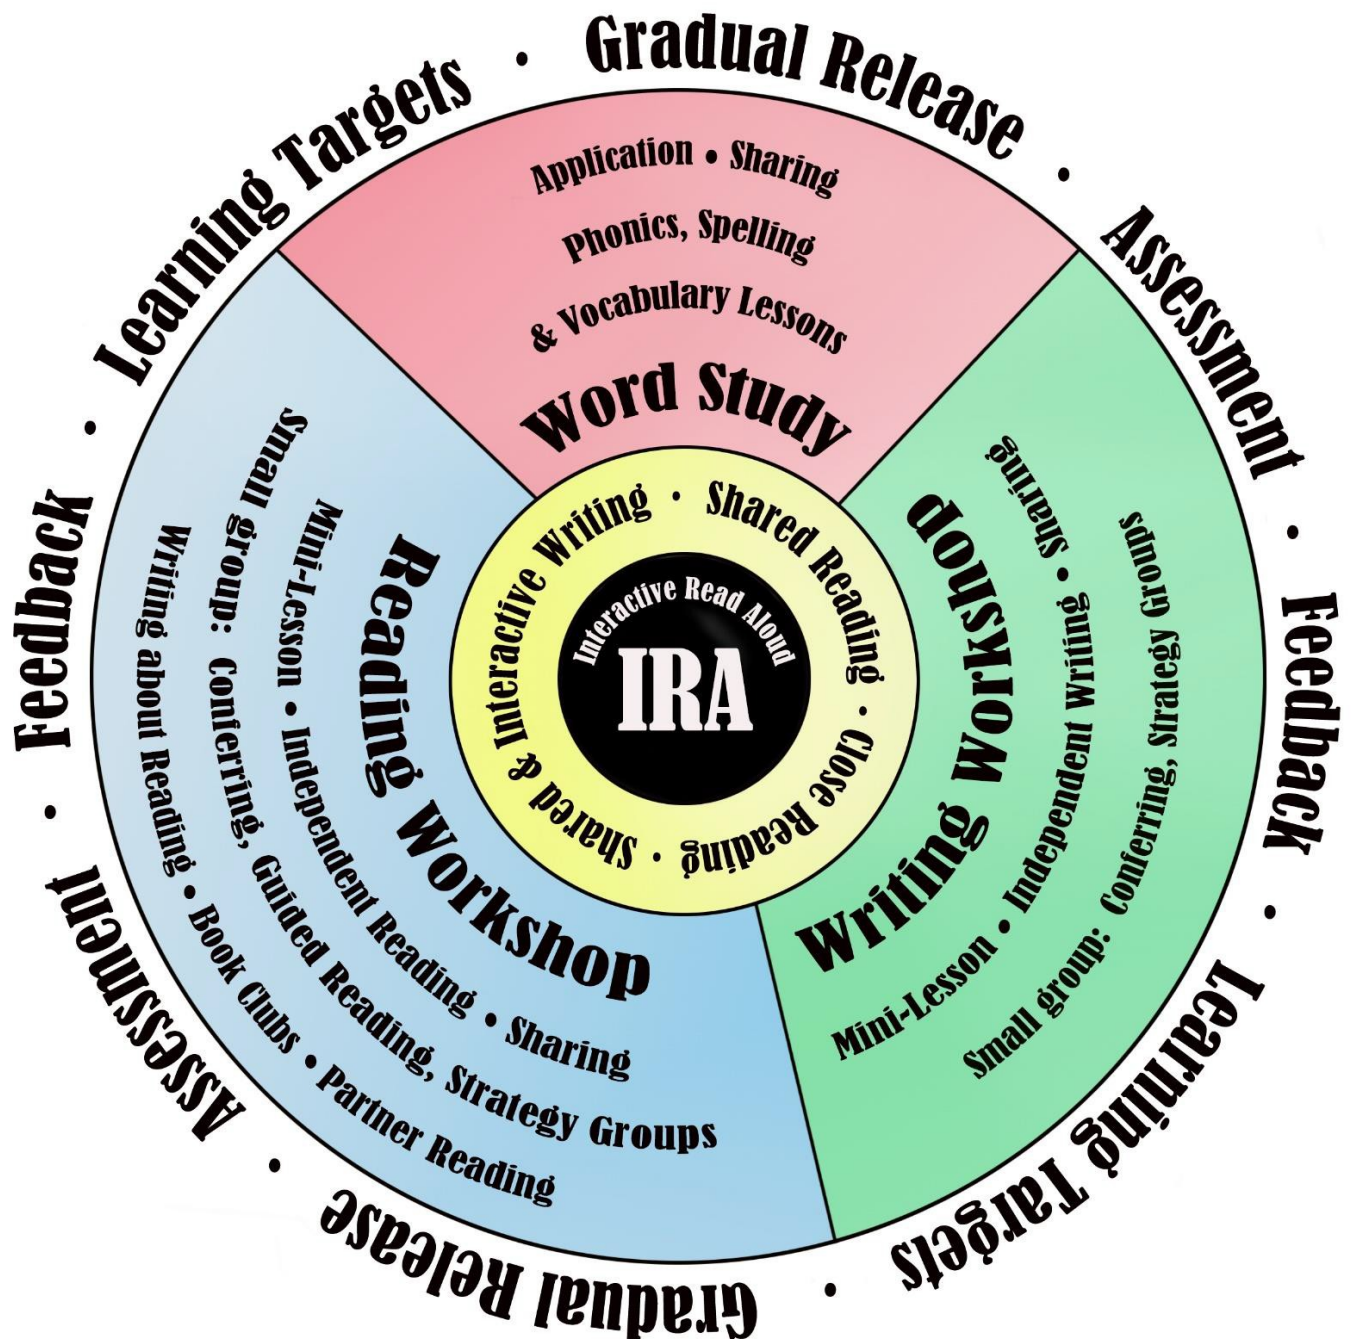 Gradual Release • Assessment • Feedback • Learning Targets • Gradual Release • Assessment • Feedback • Learning Targets •
Application • Sharing
Phonics, Spelling
& Vocabulary Lessons
Word Study
Writing Workshop
Mini-Lesson • Independent Writing • Sharing
Small group: Conferring, Strategy Groups
Reading Workshop
Mini-Lesson • Independent Reading • Sharing
Small group: Conferring, Guided Reading, Strategy Groups
Writing about Reading • Book Clubs • Partner Reading
Shared Reading • Close Reading • Shared & Interactive Writing •
Interactive Read Aloud
IRA